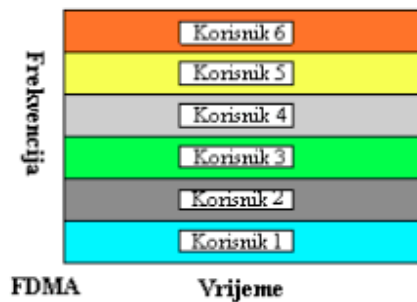 Frekvencija
Korisnik 6
Korisnik 5
Korisnik 4
Korisnik 3
Korisnik 2
Korisnik 1
FDMA Vrijeme